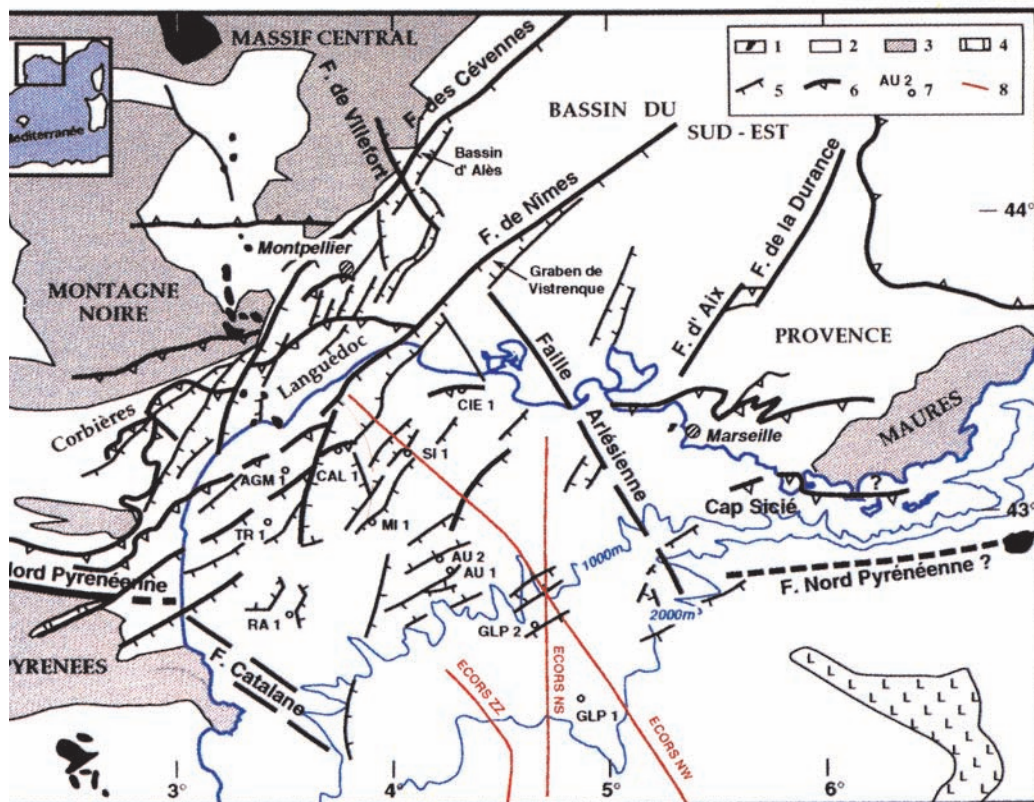 MASSIF CENTRAL
F. de Villefort
F. des Cévennes
BASSIN DU
SUD - EST
Bassin
d' Alès
1
2
3
4
5
6
AU 2
7
8
éditerranée
F. de Nîmes
Graben de
Vistrenque
F. de la Durance
F. d' Aix
44°
Montpellier
MONTAGNE
NOIRE
PROVENCE
Languedoc
Corbières
Faille
Arlésienne
CIE 1
Marseille
MAURES
SI 1
AGM 1
CAL 1
Cap Sicié
?
43°
TR 1
MI 1
AU 2
AU 1
1000m
2000m
Nord Pyrénéenne
F. Nord Pyrénéenne ?
RA 1
GLP 2
PYRENEES
F. Catalane
ECORS ZZ
ECORS NS
ECORS NW
GLP 1
L L L L L L L L L L L L L L L L L L
3°
4°
5
6